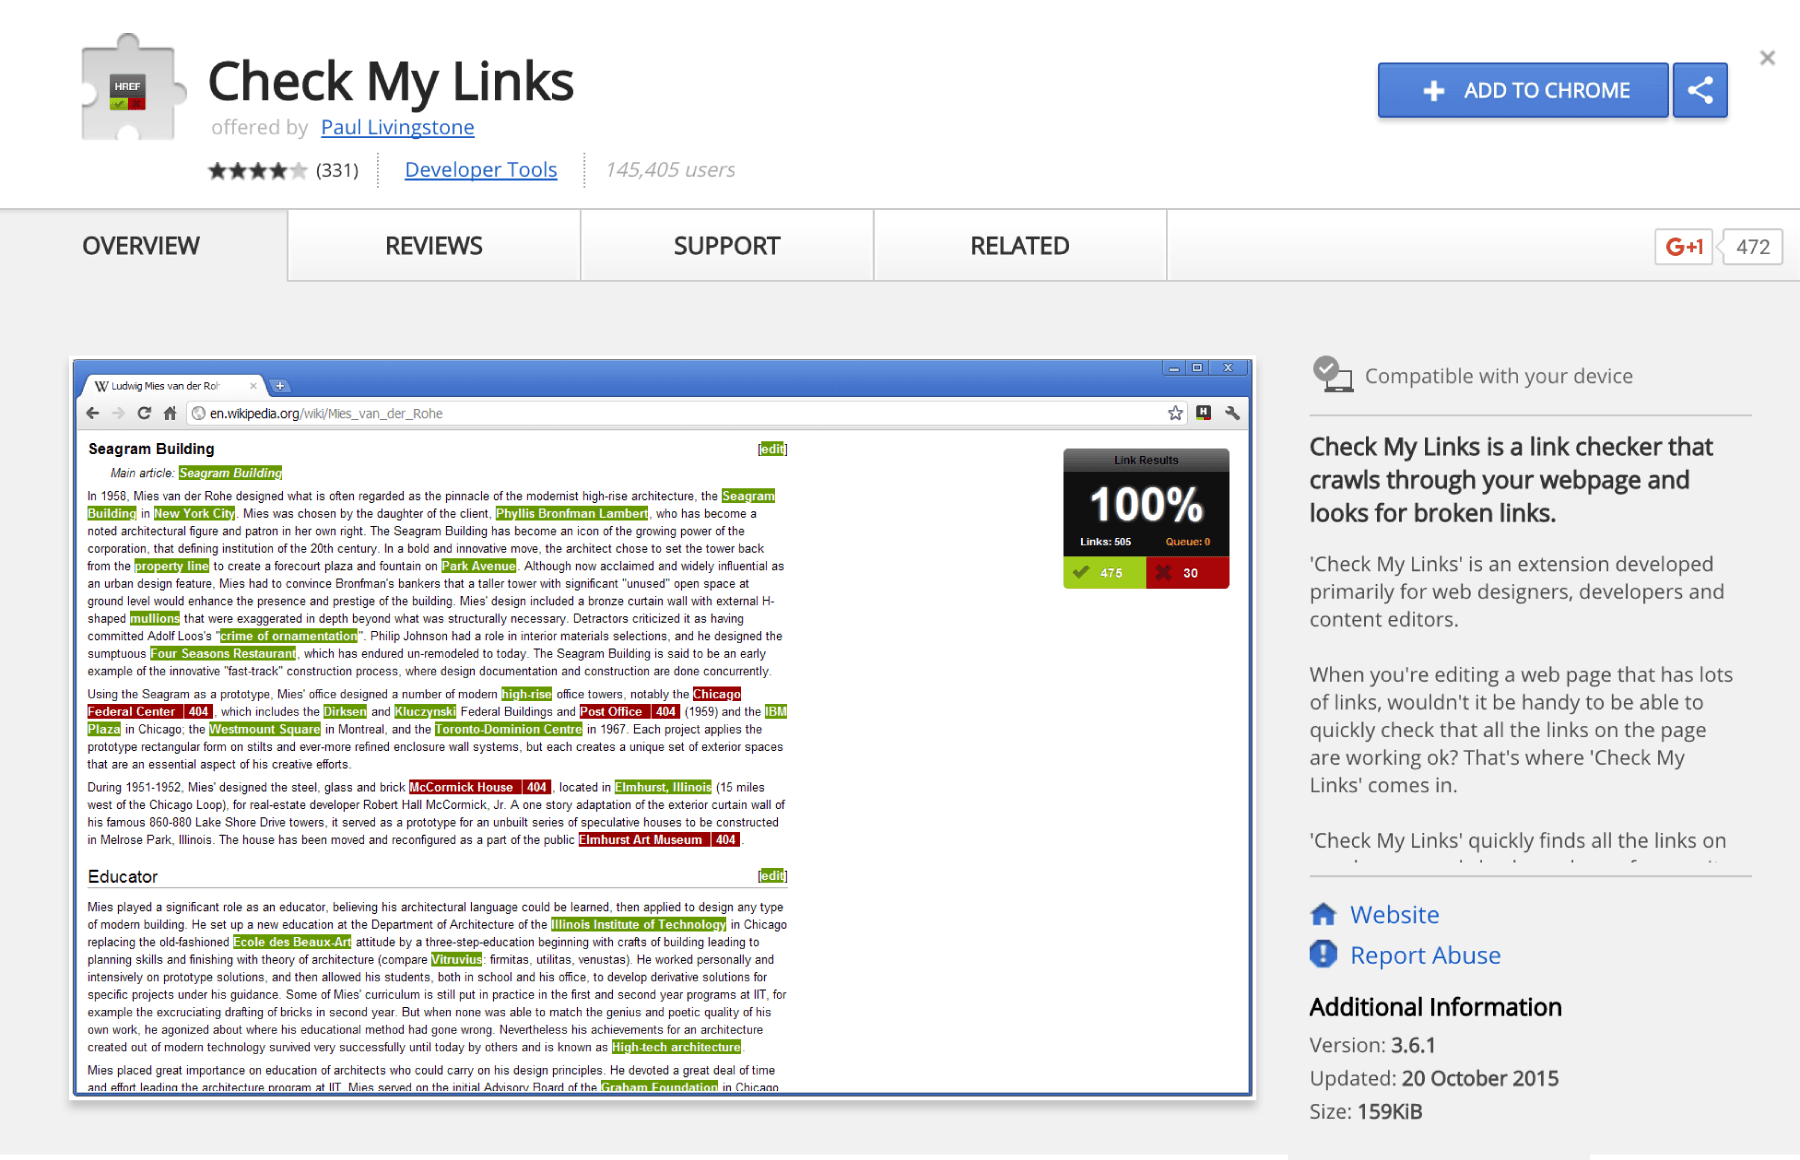 HREF
Check My Links
offered by Paul Livingstone
(331) Developer Tools 145,405 users
ADD TO CHROME
OVERVIEW REVIEWS SUPPORT RELATED
G+1 472
W Ludwig Mies van der Roh
en.wikipedia.org/wiki/Mies_van_der_Rohe
H
Seagram Building [edit]
Main article: Seagram Building
In 1958, Mies van der Rohe designed what is often regarded as the pinnacle of the modernist high-rise architecture, the Seagram
Building in New York City. Mies was chosen by the daughter of the client, Phyllis Bronfman Lambert, who has become a
noted architectural figure and patron in her own right. The Seagram Building has become an icon of the growing power of the
corporation, that defining institution of the 20th century. In a bold and innovative move, the architect chose to set the tower back
from the property line to create a forecourt plaza and fountain on Park Avenue. Although now acclaimed and widely influential as
an urban design feature, Mies had to convince Bronfman's bankers that a taller tower with significant "unused" open space at
ground level would enhance the presence and prestige of the building. Mies' design included a bronze curtain wall with external H-
shaped mullions that were exaggerated in depth beyond what was structurally necessary. Detractors criticized it as having
committed Adolf Loos's "crime of ornamentation". Philip Johnson had a role in interior materials selections, and he designed the
sumptuous Four Seasons Restaurant, which has endured un-remodeled to today. The Seagram Building is said to be an early
example of the innovative "fast-track" construction process, where design documentation and construction are done concurrently.
Using the Seagram as a prototype, Mies' office designed a number of modern high-rise office towers, notably the Chicago
Federal Center 404, which includes the Dirksen and Kluczynski Federal Buildings and Post Office 404 (1959) and the IBM
Plaza in Chicago; the Westmount Square in Montreal, and the Toronto-Dominion Centre in 1967. Each project applies the
prototype rectangular form on stilts and ever-more refined enclosure wall systems, but each creates a unique set of exterior spaces
that are an essential aspect of his creative efforts.
During 1951-1952, Mies' designed the steel, glass and brick McCormick House 404, located in Elmhurst, Illinois (15 miles
west of the Chicago Loop), for real-estate developer Robert Hall McCormick, Jr. A one story adaptation of the exterior curtain wall of
his famous 860-880 Lake Shore Drive towers, it served as a prototype for an unbuilt series of speculative houses to be constructed
in Melrose Park, Illinois. The house has been moved and reconfigured as a part of the public Elmhurst Art Museum 404.
Educator [edit]
Mies played a significant role as an educator, believing his architectural language could be learned, then applied to design any type
of modern building. He set up a new education at the Department of Architecture of the Illinois Institute of Technology in Chicago
replacing the old-fashioned Ecole des Beaux-Art attitude by a three-step-education beginning with crafts of building leading to
planning skills and finishing with theory of architecture (compare Vitruvius: firmitas, utilitas, venustas). He worked personally and
intensively on prototype solutions, and then allowed his students, both in school and his office, to develop derivative solutions for
specific projects under his guidance. Some of Mies' curriculum is still put in practice in the first and second year programs at IIT, for
example the excruciating drafting of bricks in second year. But when none was able to match the genius and poetic quality of his
own work, he agonized about where his educational method had gone wrong. Nevertheless his achievements for an architecture
created out of modern technology survived very successfully until today by others and is known as High-tech architecture.
Mies placed great importance on education of architects who could carry on his design principles. He devoted a great deal of time
and effort leading the architecture program at IIT. Mies served on the initial Advisory Board of the Graham Foundation in Chicago
Link Results
100%
Links: 505 Queue: 0
475 30
Compatible with your device
Check My Links is a link checker that
crawls through your webpage and
looks for broken links.
'Check My Links' is an extension developed
primarily for web designers, developers and
content editors.
When you're editing a web page that has lots
of links, wouldn't it be handy to be able to
quickly check that all the links on the page
are working ok? That's where 'Check My
Links' comes in.
'Check My Links' quickly finds all the links on
Website
Report Abuse
Additional Information
Version: 3.6.1
Updated: 20 October 2015
Size: 159KiB